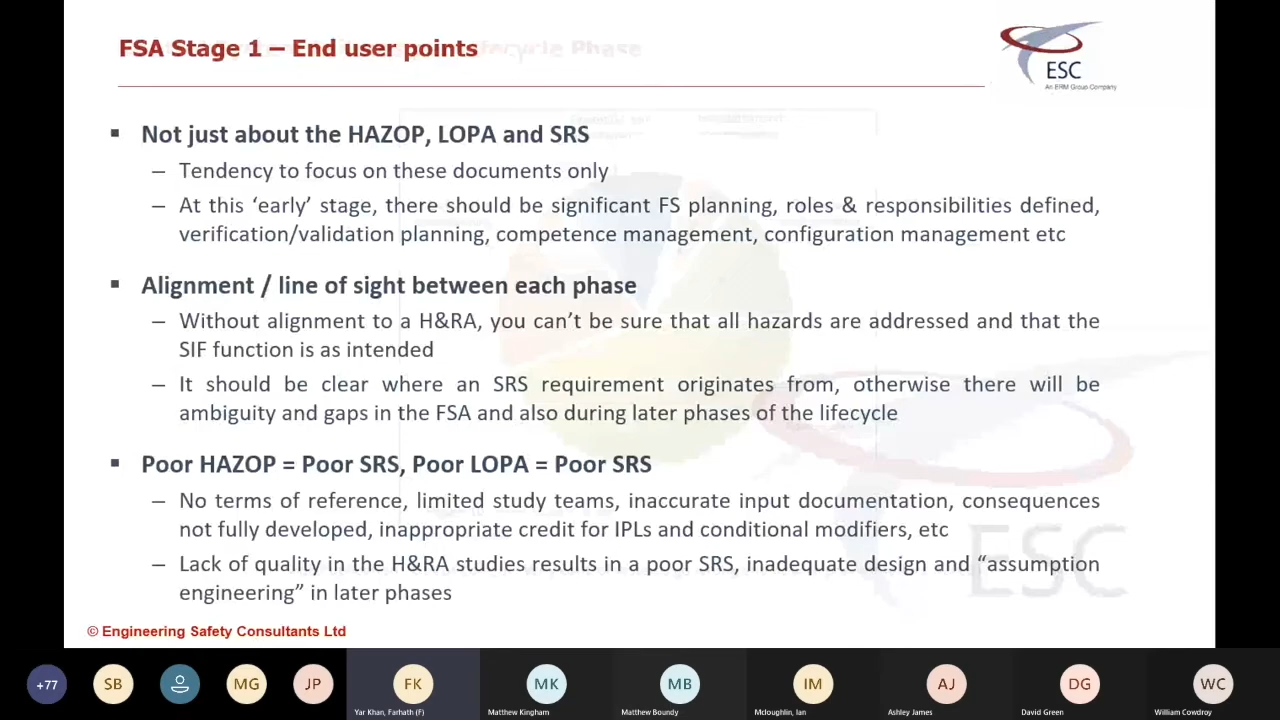 FSA Stage 1 – End user points
ESC
An ERM Group Company
▪ Not just about the HAZOP, LOPA and SRS
– Tendency to focus on these documents only
– At this ‘early’ stage, there should be significant FS planning, roles & responsibilities defined,
verification/validation planning, competence management, configuration management etc
▪ Alignment / line of sight between each phase
– Without alignment to a H&RA, you can’t be sure that all hazards are addressed and that the
SIF function is as intended
– It should be clear where an SRS requirement originates from, otherwise there will be
ambiguity and gaps in the FSA and also during later phases of the lifecycle
▪ Poor HAZOP = Poor SRS, Poor LOPA = Poor SRS
– No terms of reference, limited study teams, inaccurate input documentation, consequences
not fully developed, inappropriate credit for IPLs and conditional modifiers, etc
– Lack of quality in the H&RA studies results in a poor SRS, inadequate design and “assumption
engineering” in later phases
ESC
© Engineering Safety Consultants Ltd
+77 SB MG JP FK MK MB IM AJ DG WC
Yar Khan, Farhath (F) Matthew Kingham Matthew Boundy Mcloughlin, Ian Ashley James David Green William Cowdroy